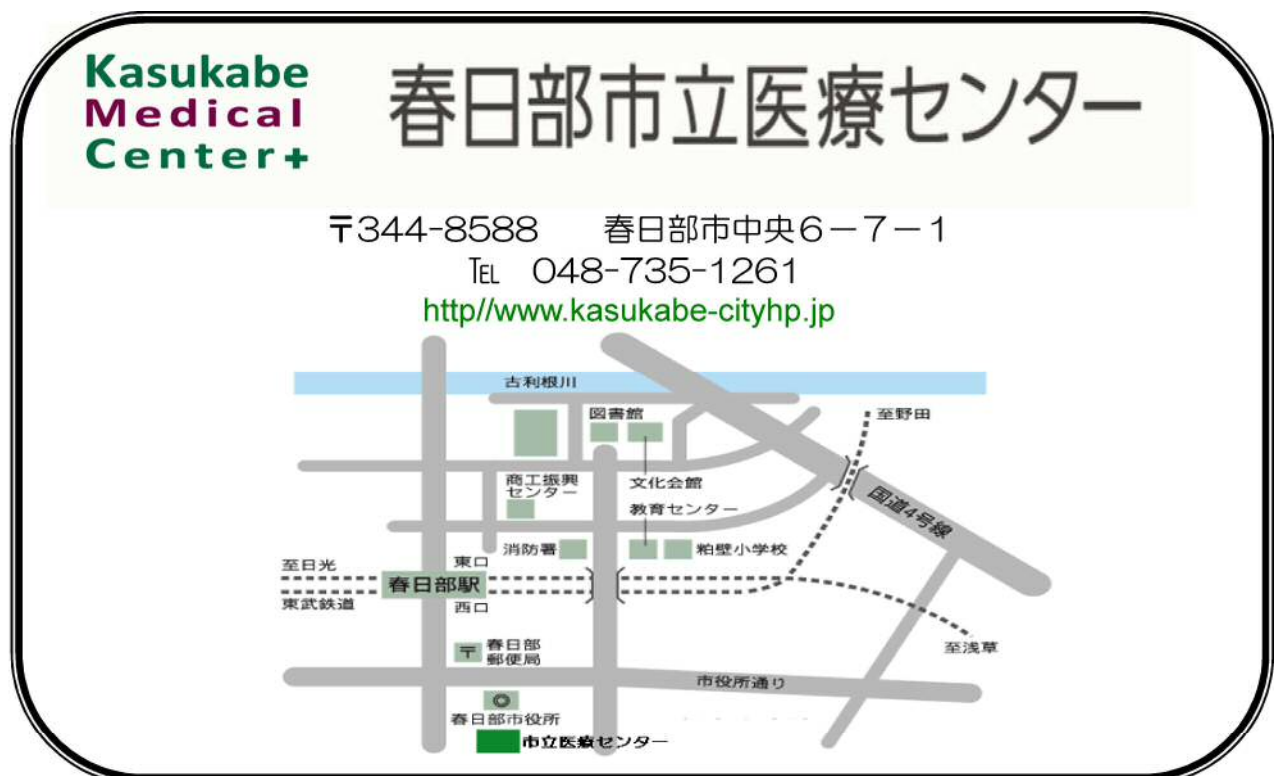 Kasukabe
Medical
Center+
春日部市立医療センター
〒344-8588　春日部市中央6－7－1
℡　048-735-1261
http//www.kasukabe-cityhp.jp
古利根川
図書館
至野田
商工振興
センター
文化会館
教育センター
国道4号線
消防署
粕壁小学校
至日光
東口
春日部駅
東武鉄道
西口
至浅草
〒
春日部
郵便局
市役所通り
◎
春日部市役所
市立医療センター